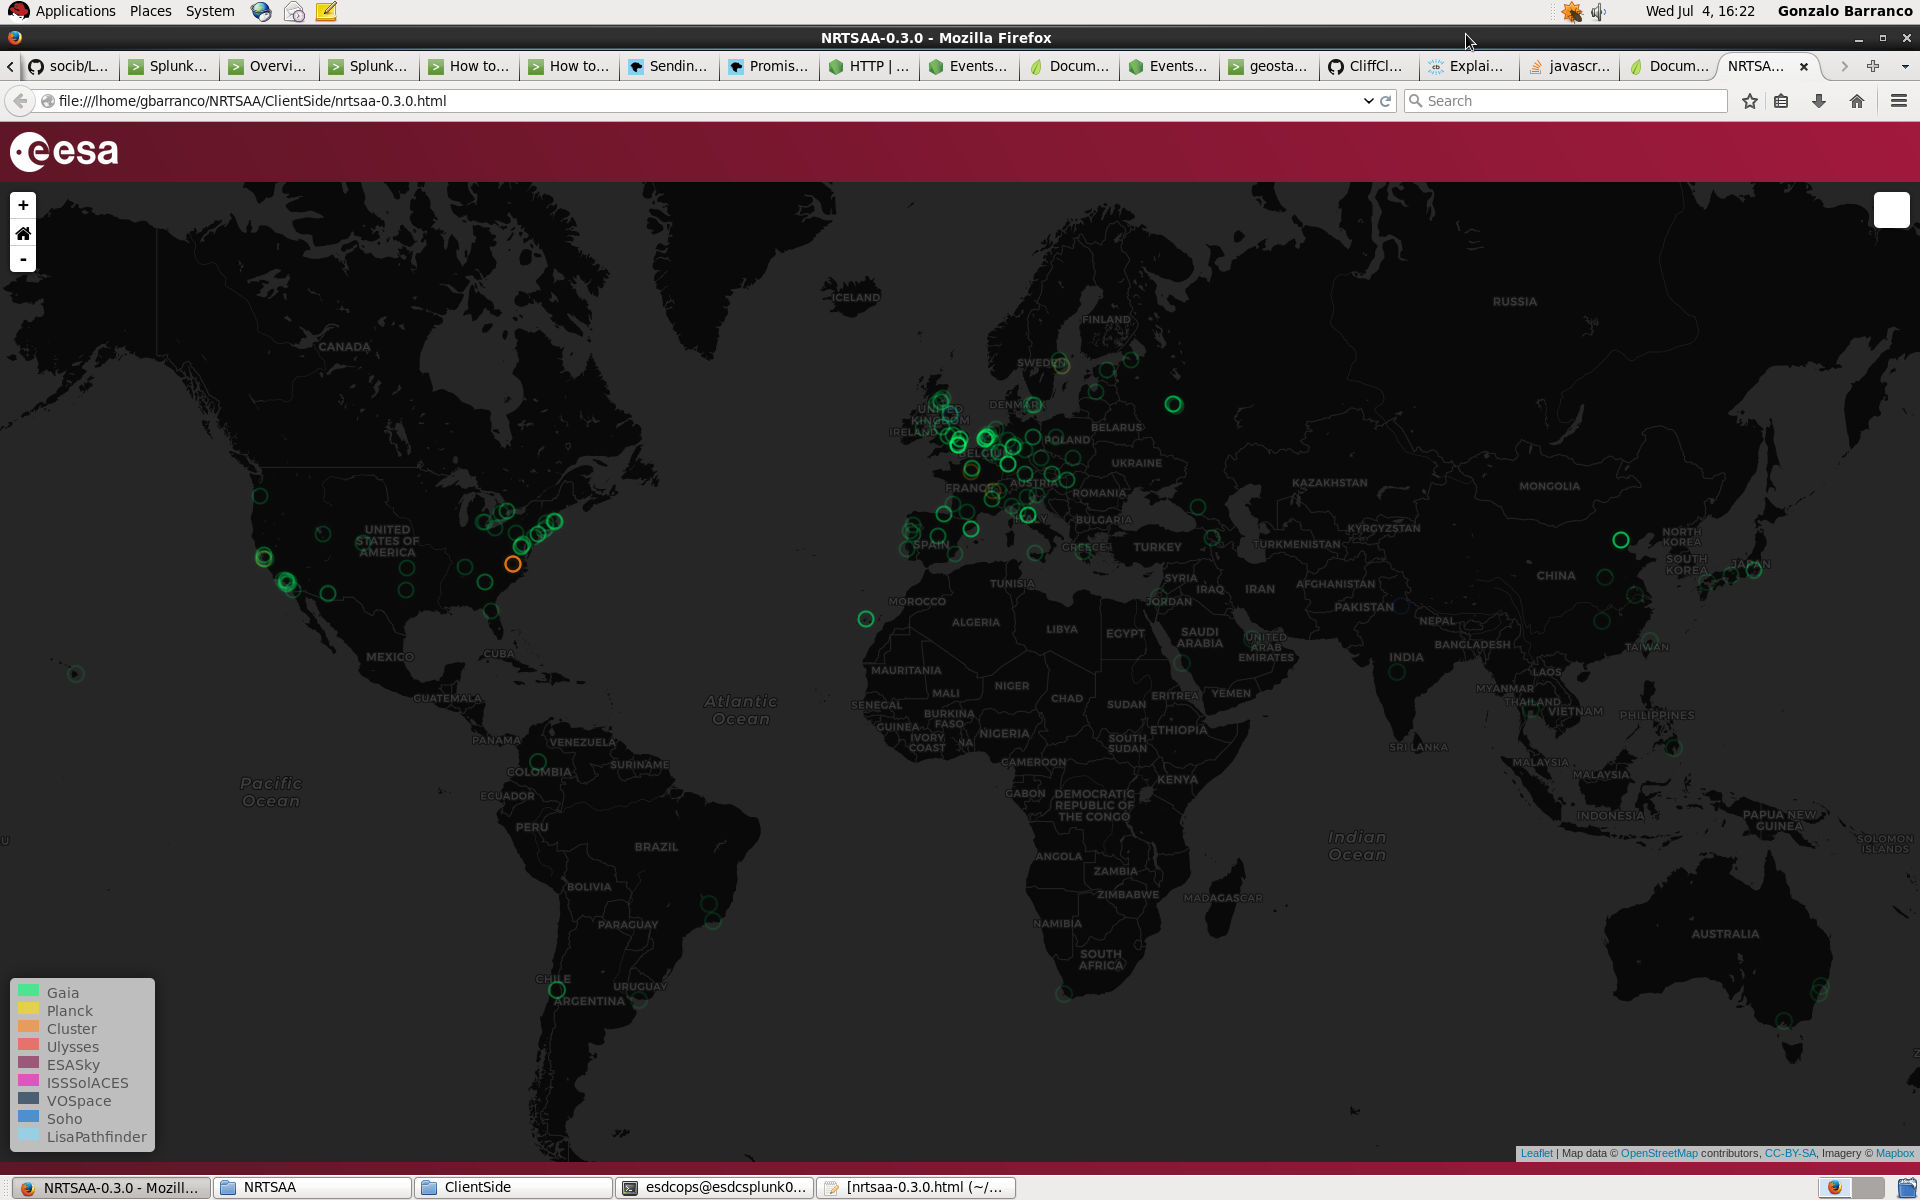 Applications Places System Wed Jul 4, 16:22 Gonzalo Barranco
NRTSAA-0.3.0 - Mozilla Firefox
socib/L... Splunk... Overvi... Splunk... How to... How to... Sendin... Promis... HTTP | ... Events... Docum... Events... geosta... CliffCl... Explai... javascr... Docum... NRTSA...
file:///lhome/gbarranco/NRTSAA/ClientSide/nrtsaa-0.3.0.html Search
esa
+
-
ICELAND
RUSSIA
FINLAND
CANADA
SWEDEN
DENMARK
UNITED
KINGDOM
IRELAND
BELARUS
POLAND
BELGIUM
UKRAINE
AUSTRIA
KAZAKHSTAN
FRANCE
MONGOLIA
ROMANIA
ITALY
BULGARIA
UNITED
STATES OF
AMERICA
KYRGYZSTAN
NORTH
KOREA
SPAIN
GREECE
TURKEY
TURKMENISTAN
SOUTH
KOREA
JAPAN
CHINA
TUNISIA
SYRIA
IRAQ
IRAN
AFGHANISTAN
MOROCCO
JORDAN
PAKISTAN
ALGERIA
LIBYA
EGYPT
SAUDI
ARABIA
UNITED
ARAB
EMIRATES
NEPAL
BANGLADESH
TAIWAN
MEXICO
CUBA
INDIA
MAURITANIA
LAOS
MALI
NIGER
CHAD
ERITREA
YEMEN
MYANMAR
GUATEMALA
Atlantic
Ocean
SENEGAL
SUDAN
THAILAND
VIETNAM
PHILIPPINES
BURKINA
FASO
GUINEA
IVORY
COAST
NA
NIGERIA
ETHIOPIA
PANAMA
VENEZUELA
SOUTH
SUDAN
SRI LANKA
SURINAME
CAMEROON
MALYSIA
MALAYSIA
COLOMBIA
KENYA
Pacific
Ocean
ECUADOR
GABON
DEMOCRATIC
REPUBLIC OF
THE CONGO
INDONESIA
PAPUA NEW
GUINEA
PERU
BRAZIL
Indian
Ocean
SOLOMON
ISLANDS
ANGOLA
ZAMBIA
BOLIVIA
ZIMBABWE
MADAGASCAR
PARAGUAY
NAMIBIA
AUSTRALIA
SOUTH
AFRICA
CHILE
URUGUAY
ARGENTINA
Gaia
Planck
Cluster
Ulysses
ESASky
ISSSolACES
VOSpace
Soho
LisaPathfinder
Leaflet | Map data © OpenStreetMap contributors, CC-BY-SA, Imagery © Mapbox
NRTSAA-0.3.0 - Mozill... NRTSAA ClientSide esdcops@esdcsplunk0... [nrtsaa-0.3.0.html (~/...